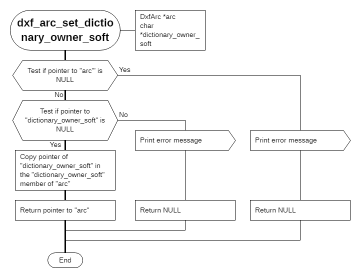 dxf_arc_set_dictio
nary_owner_soft
DxfArc *arc
char
*dictionary_owner_
soft
Test if pointer to "arc"' is
NULL
Yes
No
Test if pointer to
"dictionary_owner_soft" is
NULL
No
Yes
Print error message
Print error message
Copy pointer of
"dictionary_owner_soft" in
the "dictionary_owner_soft"
member of "arc"
Return pointer to "arc"
Return NULL
Return NULL
End